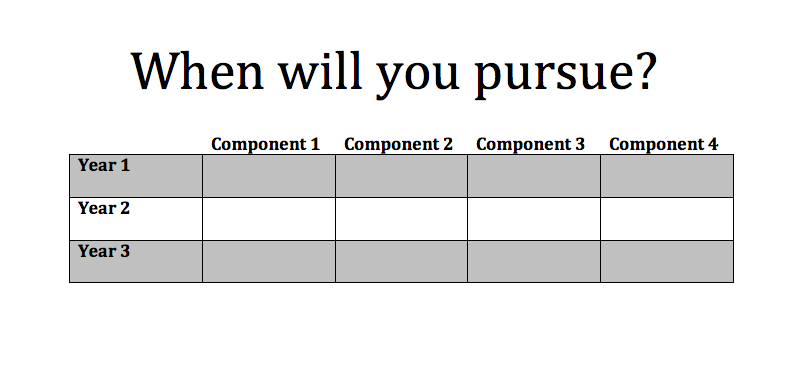 When will you pursue?
Component 1 Component 2 Component 3 Component 4
Year 1
Year 2
Year 3